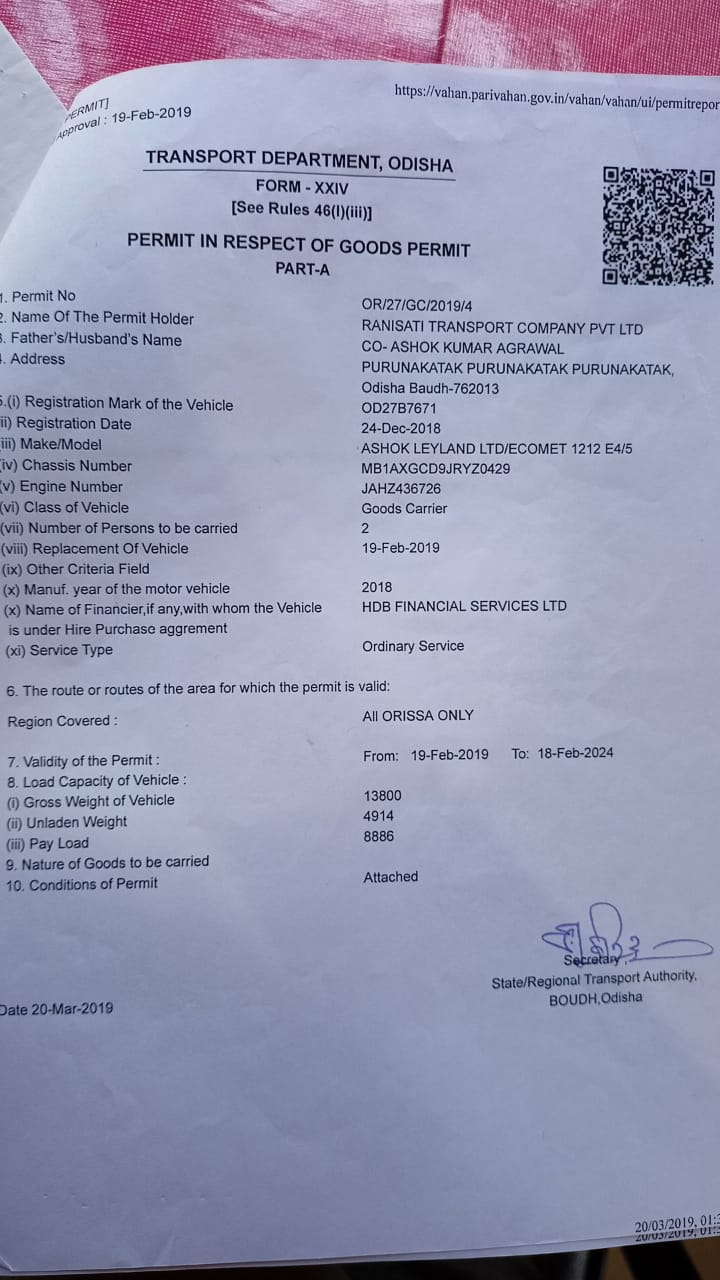 https://vahan.parivahan.gov.in/vahan/vahan/ui/permitrepor
PERMIT]
Approval : 19-Feb-2019
TRANSPORT DEPARTMENT, ODISHA
FORM - XXIV
[See Rules 46(I)(iii)]
PERMIT IN RESPECT OF GOODS PERMIT
PART-A
1. Permit No OR/27/GC/2019/4
2. Name Of The Permit Holder RANISATI TRANSPORT COMPANY PVT LTD
3. Father's/Husband's Name CO- ASHOK KUMAR AGRAWAL
4. Address PURUNAKATAK PURUNAKATAK PURUNAKATAK,
Odisha Baudh-762013
5.(i) Registration Mark of the Vehicle OD27B7671
ii) Registration Date 24-Dec-2018
iii) Make/Model ASHOK LEYLAND LTD/ECOMET 1212 E4/5
(iv) Chassis Number MB1AXGCD9JRYZ0429
(v) Engine Number JAHZ436726
(vi) Class of Vehicle Goods Carrier
(vii) Number of Persons to be carried 2
(viii) Replacement Of Vehicle 19-Feb-2019
(ix) Other Criteria Field
(x) Manuf. year of the motor vehicle 2018
(x) Name of Financier,if any,with whom the Vehicle HDB FINANCIAL SERVICES LTD
is under Hire Purchase aggrement
(xi) Service Type Ordinary Service
6. The route or routes of the area for which the permit is valid:
Region Covered : All ORISSA ONLY
7. Validity of the Permit : From: 19-Feb-2019 To: 18-Feb-2024
8. Load Capacity of Vehicle :
(i) Gross Weight of Vehicle 13800
(ii) Unladen Weight 4914
(iii) Pay Load 8886
9. Nature of Goods to be carried
10. Conditions of Permit Attached
Secretary
State/Regional Transport Authority,
BOUDH,Odisha
Date 20-Mar-2019
20/03/2019, 01:3
20/03/2019, 01:3